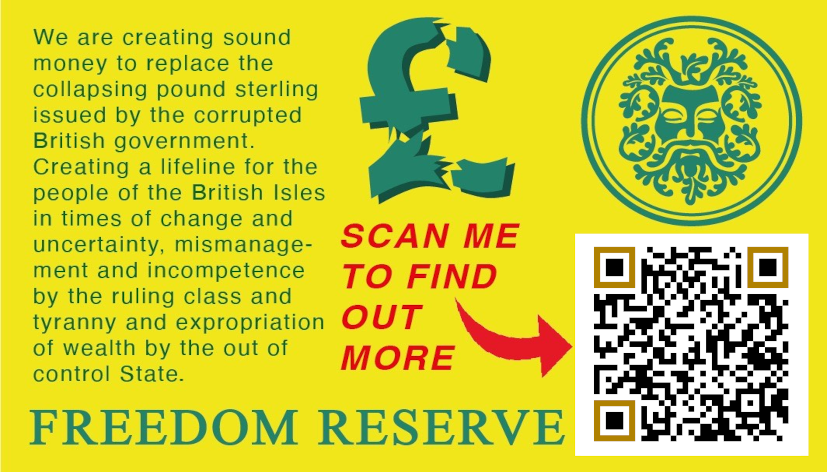 We are creating sound
money to replace the
collapsing pound sterling
issued by the corrupted
British government.
Creating a lifeline for the
people of the British Isles
in times of change and
uncertainty, mismanage-
ment and incompetence
by the ruling class and
tyranny and expropriation
of wealth by the out of
control State.
£
SCAN ME
TO FIND
OUT
MORE
FREEDOM RESERVE